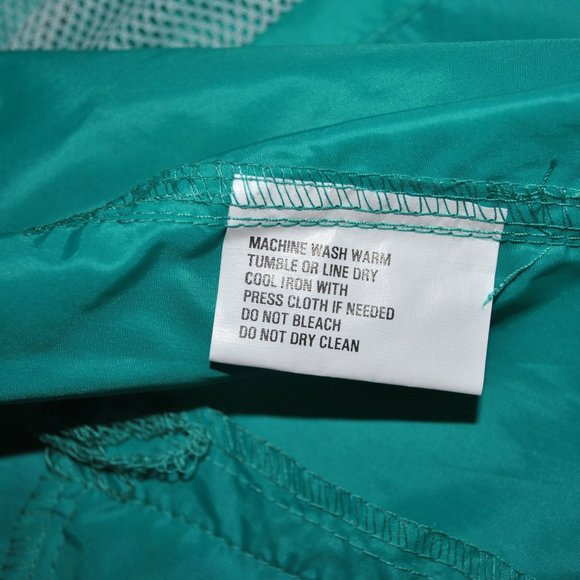 MACHINE WASH WARM
TUMBLE OR LINE DRY
COOL IRON WITH
PRESS CLOTH IF NEEDED
DO NOT BLEACH
DO NOT DRY CLEAN